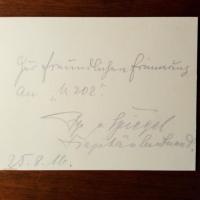 Zur freundlichen Erinnerung
an „U 202".
v. Spiegel
Kapitänleutnant.
25.8.16.